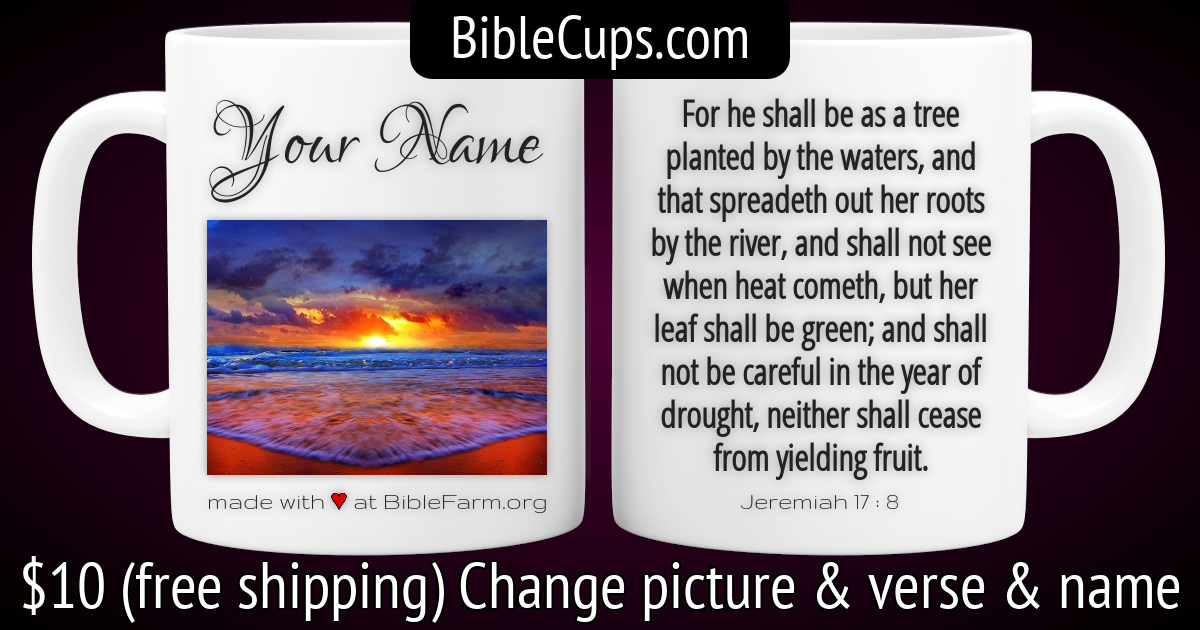 BibleCups.com
Your Name
made with ♥ at BibleFarm.org
For he shall be as a tree
planted by the waters, and
that spreadeth out her roots
by the river, and shall not see
when heat cometh, but her
leaf shall be green; and shall
not be careful in the year of
drought, neither shall cease
from yielding fruit.
Jeremiah 17 : 8
$10 (free shipping) Change picture & verse & name